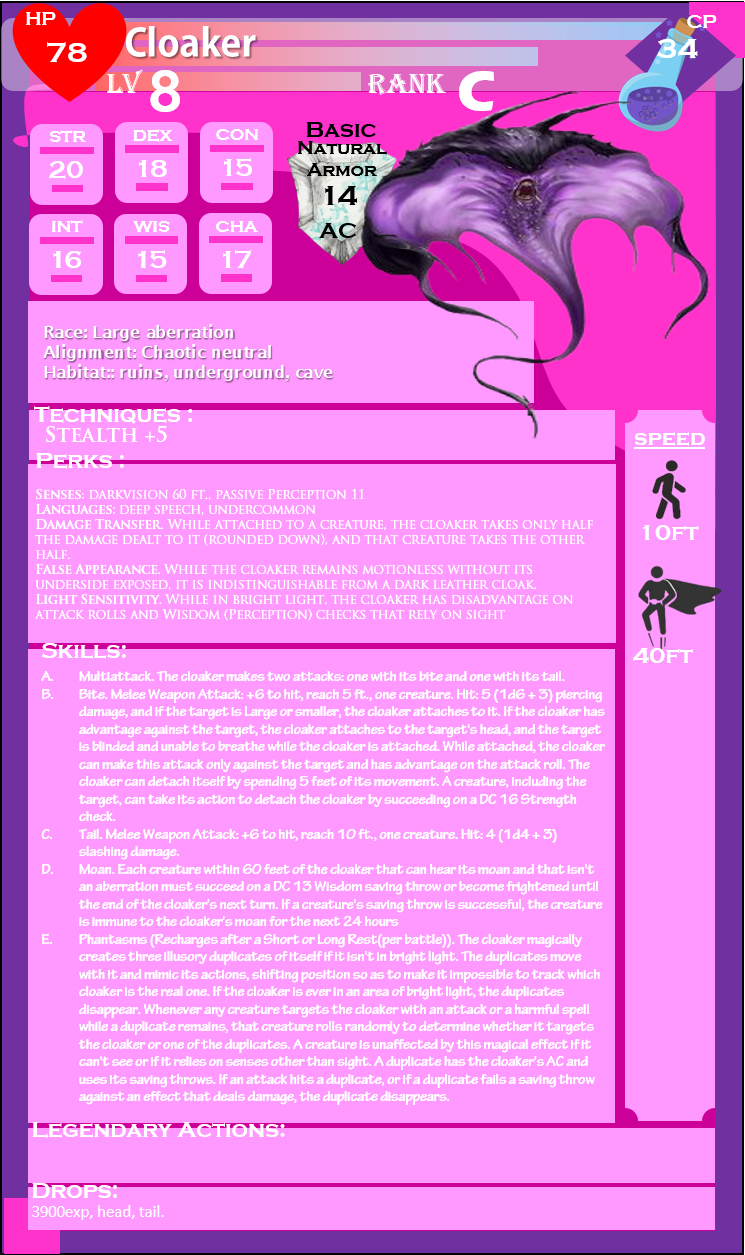 HP
78
Cloaker
CP
34
LV 8
RANK C
STR
20
DEX
18
CON
15
INT
16
WIS
15
CHA
17
Basic
Natural
Armor
14
AC
Race: Large aberration
Alignment: Chaotic neutral
Habitat:: ruins, underground, cave
Techniques :
Stealth +5
Perks :
Senses: darkvision 60 ft., passive Perception 11
Languages: deep speech, undercommon
Damage Transfer. While attached to a creature, the cloaker takes only half
the damage dealt to it (rounded down), and that creature takes the other
half.
False Appearance. While the cloaker remains motionless without its
underside exposed, it is indistinguishable from a dark leather cloak.
Light Sensitivity. While in bright light, the cloaker has disadvantage on
attack rolls and Wisdom (Perception) checks that rely on sight
SPEED
10FT
40FT
Skills:
A. Multiattack. The cloaker makes two attacks: one with its bite and one with its tail.
B. Bite. Melee Weapon Attack: +6 to hit, reach 5 ft., one creature. Hit: 5 (1d6 + 3) piercing
damage, and if the target is Large or smaller, the cloaker attaches to it. If the cloaker has
advantage against the target, the cloaker attaches to the target's head, and the target
is blinded and unable to breathe while the cloaker is attached. While attached, the cloaker
can make this attack only against the target and has advantage on the attack roll. The
cloaker can detach itself by spending 5 feet of its movement. A creature, including the
target, can take its action to detach the cloaker by succeeding on a DC 16 Strength
check.
C. Tail. Melee Weapon Attack: +6 to hit, reach 10 ft., one creature. Hit: 4 (1d4 + 3)
slashing damage.
D. Moan. Each creature within 60 feet of the cloaker that can hear its moan and that isn't
an aberration must succeed on a DC 13 Wisdom saving throw or become frightened until
the end of the cloaker's next turn. If a creature's saving throw is successful, the creature
is immune to the cloaker's moan for the next 24 hours
E. Phantasms (Recharges after a Short or Long Rest(per battle)). The cloaker magically
creates three illusory duplicates of itself if it isn't in bright light. The duplicates move
with it and mimic its actions, shifting position so as to make it impossible to track which
cloaker is the real one. If the cloaker is ever in an area of bright light, the duplicates
disappear. Whenever any creature targets the cloaker with an attack or a harmful spell
while a duplicate remains, that creature rolls randomly to determine whether it targets
the cloaker or one of the duplicates. A creature is unaffected by this magical effect if it
can't see or if it relies on senses other than sight. A duplicate has the cloaker's AC and
uses its saving throws. If an attack hits a duplicate, or if a duplicate fails a saving throw
against an effect that deals damage, the duplicate disappears.
Legendary Actions:
Drops:
3900exp, head, tail.